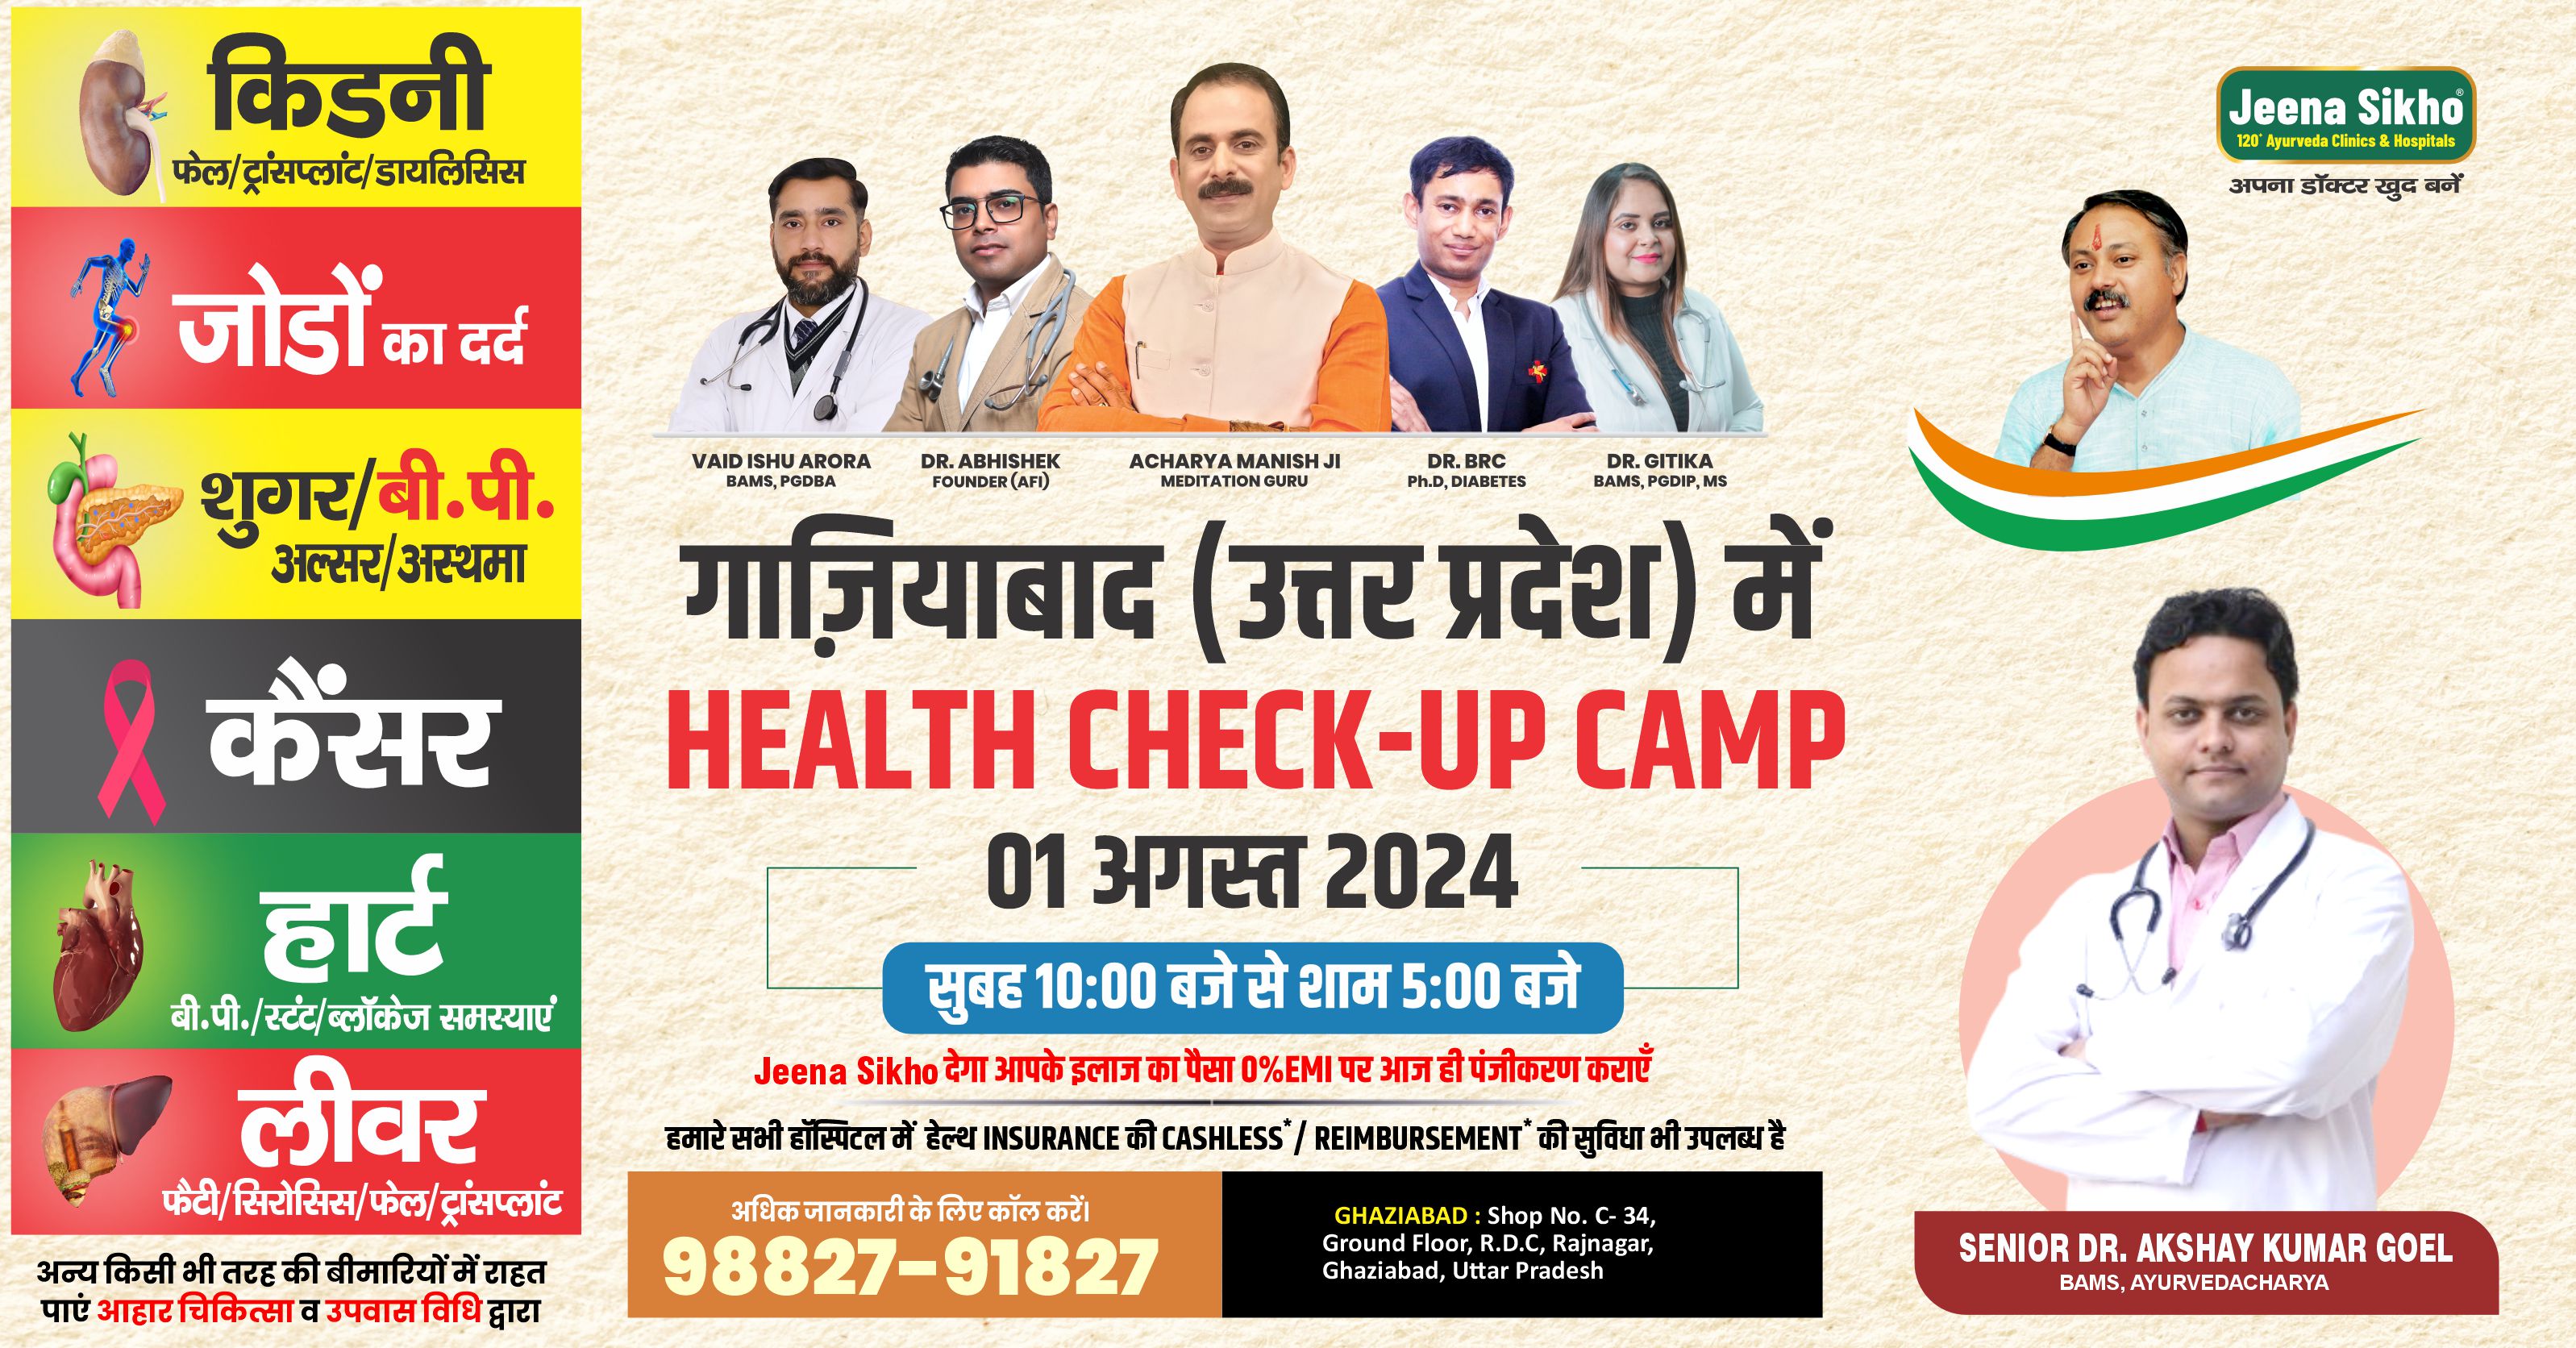 किडनी
फेल/ट्रांसप्लांट/डायलिसिस
जोडों का दर्द
शुगर/बी.पी.
अल्सर/अस्थमा
कैंसर
हार्ट
बी.पी./स्टंट/ब्लॉकेज समस्याएं
लीवर
फैटी/सिरोसिस/फेल/ट्रांसप्लांट
अन्य किसी भी तरह की बीमारियों में राहत
पाएं आहार चिकित्सा व उपवास विधि द्वारा
VAID ISHU ARORA
BAMS, PGDBA
DR. ABHISHEK
FOUNDER (AFI)
ACHARYA MANISH JI
MEDITATION GURU
DR. BRC
Ph.D, DIABETES
DR. GITIKA
BAMS, PGDIP, MS
गाज़ियाबाद (उत्तर प्रदेश) में
HEALTH CHECK-UP CAMP
01 अगस्त 2024
सुबह 10:00 बजे से शाम 5:00 बजे
Jeena Sikho देगा आपके इलाज का पैसा 0%EMI पर आज ही पंजीकरण कराएँ
हमारे सभी हॉस्पिटल में हेल्थ INSURANCE की CASHLESS* / REIMBURSEMENT* की सुविधा भी उपलब्ध है
अधिक जानकारी के लिए कॉल करें।
98827-91827
GHAZIABAD : Shop No. C- 34,
Ground Floor, R.D.C, Rajnagar,
Ghaziabad, Uttar Pradesh
Jeena Sikho®
120+ Ayurveda Clinics & Hospitals
अपना डॉक्टर खुद बनें
SENIOR DR. AKSHAY KUMAR GOEL
BAMS, AYURVEDACHARYA